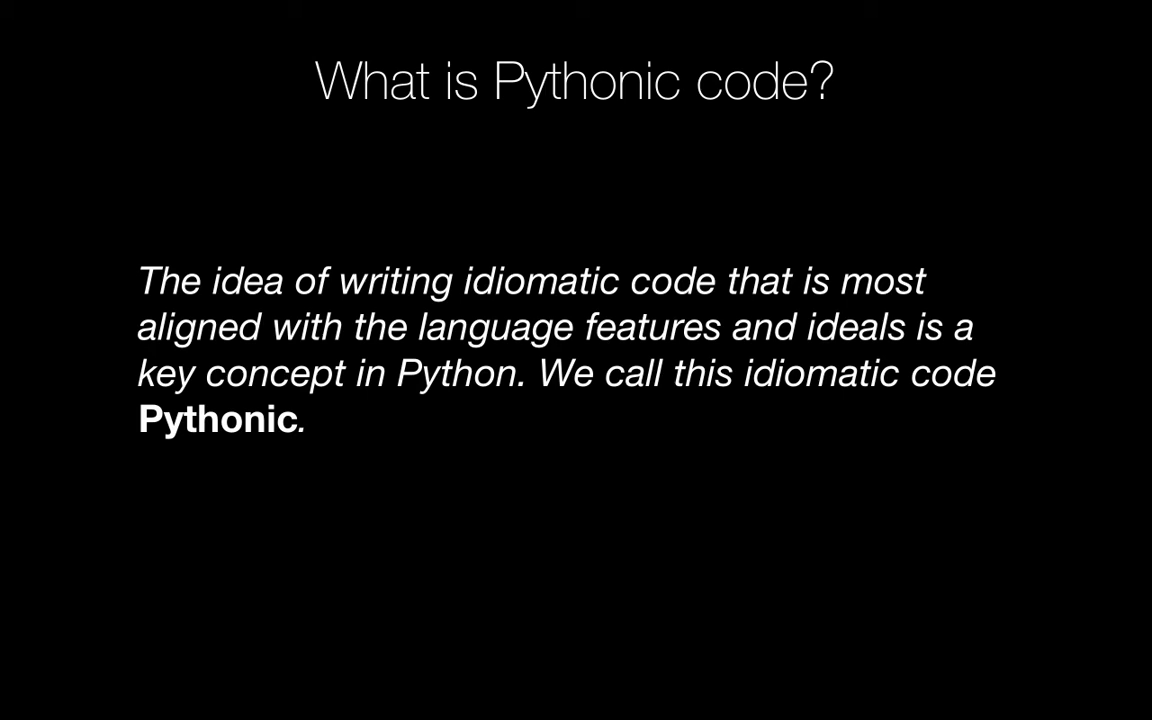 What is Pythonic code?
The idea of writing idiomatic code that is most
aligned with the language features and ideals is a
key concept in Python. We call this idiomatic code
Pythonic.